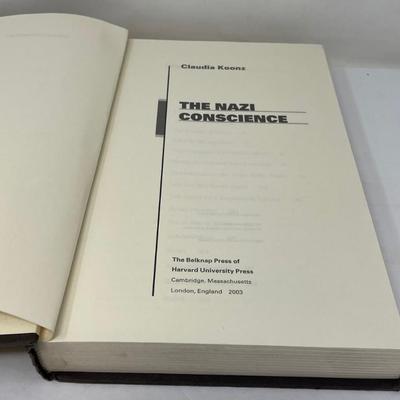 Claudia Koonz
THE NAZI
CONSCIENCE
The Belknap Press of
Harvard University Press
Cambridge, Massachusetts
London, England 2003